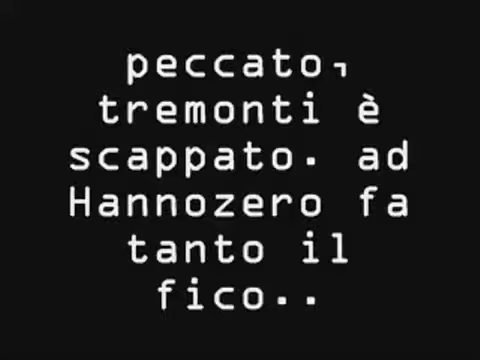 peccato,
tremonti è
scappato. ad
Hannozero fa
tanto il
fico..